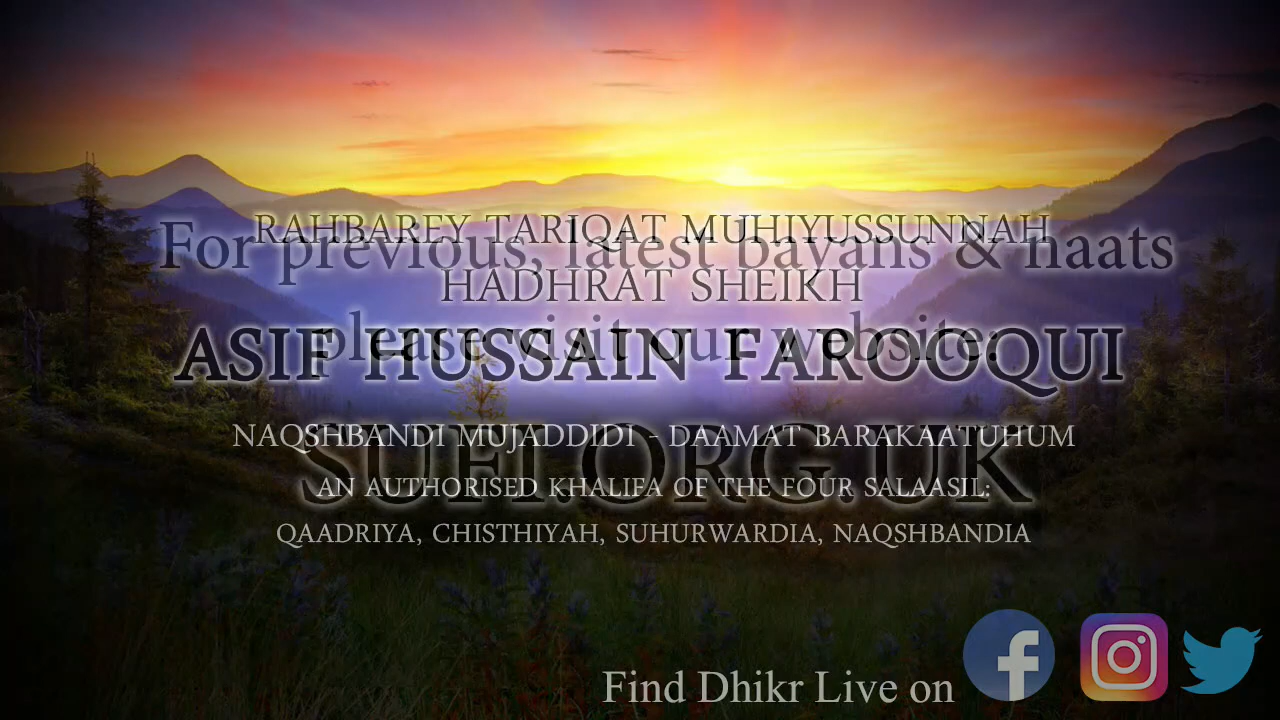 RAHBAREY TARIQAT MUHIYUSSUNNAH
For previous, latest bayans & naats
HADHRAT SHEIKH
please visit our website:
ASIF HUSSAIN FAROOQUI
NAQSHBANDI MUJADDIDI - DAAMAT BARAKAATUHUM
SUFI.ORG.UK
AN AUTHORISED KHALIFA OF THE FOUR SALAASIL:
QAADRIYA, CHISTHIYAH, SUHURWARDIA, NAQSHBANDIA
Find Dhikr Live on